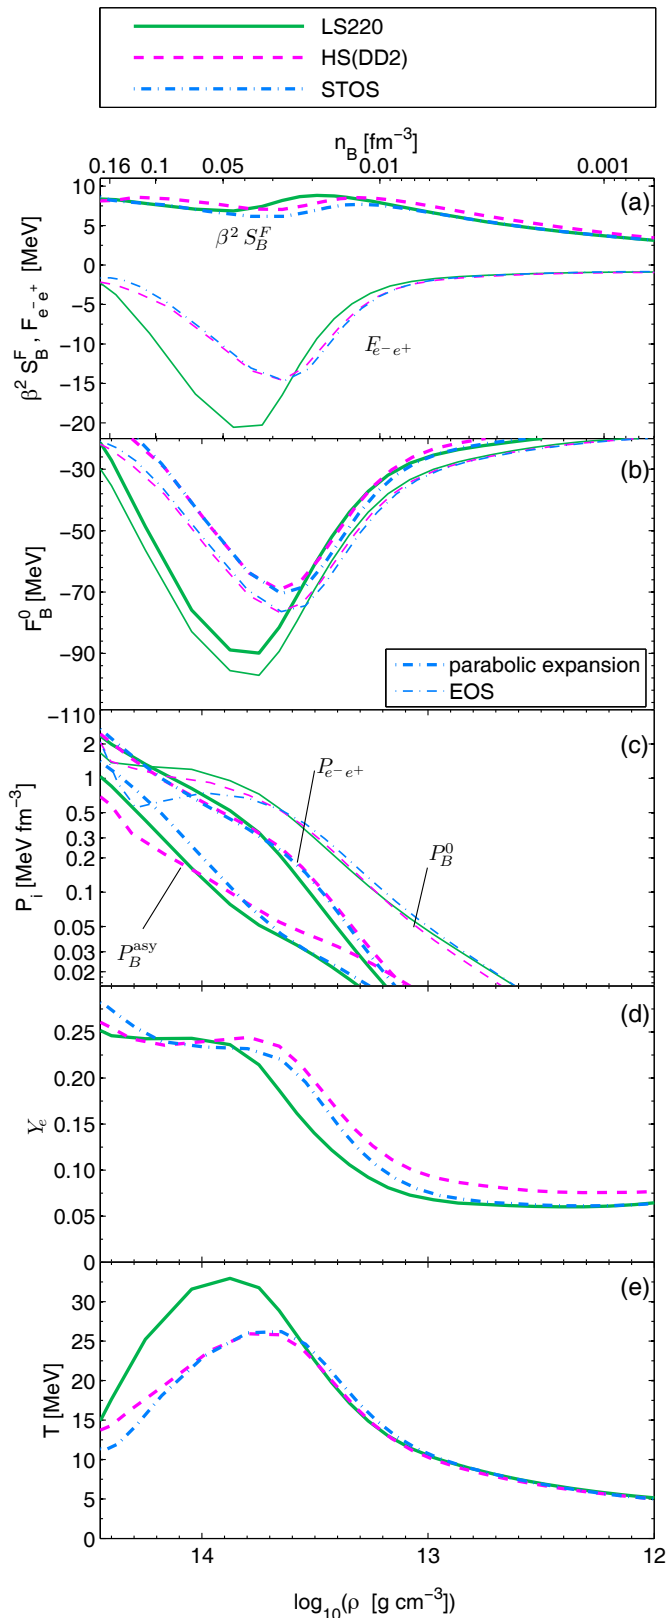 LS220
HS(DD2)
STOS
n_B [fm⁻³]
0.16 0.1 0.05 0.01 0.001
(a)
10
5
0
−5
−10
−15
−20
β² S_B^F , F_{e⁻e⁺} [MeV]
β² S_B^F
F_{e−e+}
(b)
−30
−50
−70
−90
−110
F_B^0 [MeV]
parabolic expansion
EOS
(c)
2
1
0.5
0.3
0.2
0.1
0.05
0.03
0.02
P_i [MeV fm⁻³]
P_{e−e+}
P_B^0
P_B^{asy}
(d)
0.25
0.20
0.15
0.10
0.05
0
Y_e
(e)
30
25
20
15
10
5
0
T [MeV]
14 13 12
log₁₀(ρ [g cm⁻³])